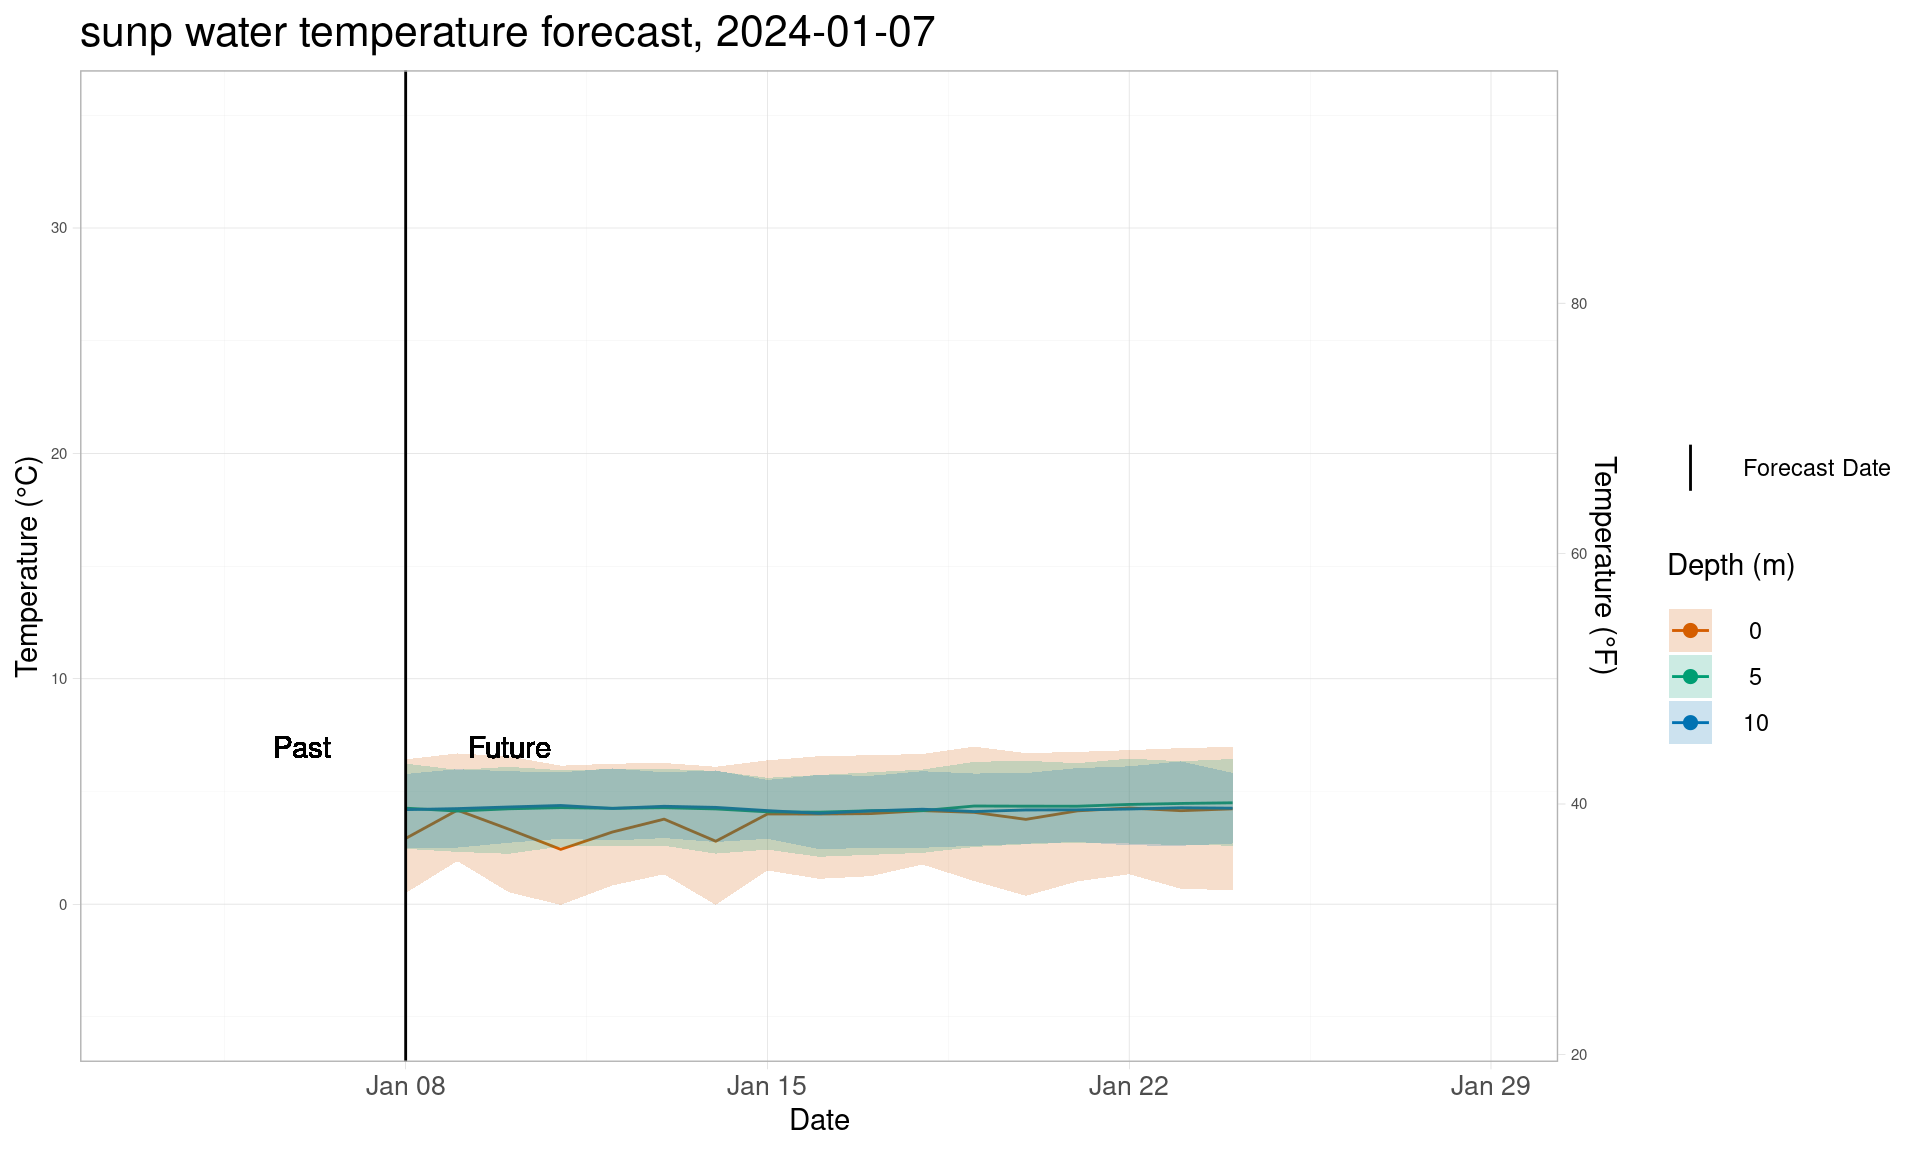 sunp water temperature forecast, 2024-01-07
Temperature (°C)
30
20
10
0
Past
Future
80
60
40
20
Temperature (°F)
Jan 08
Jan 15
Jan 22
Jan 29
Date
Forecast Date
Depth (m)
0
5
10